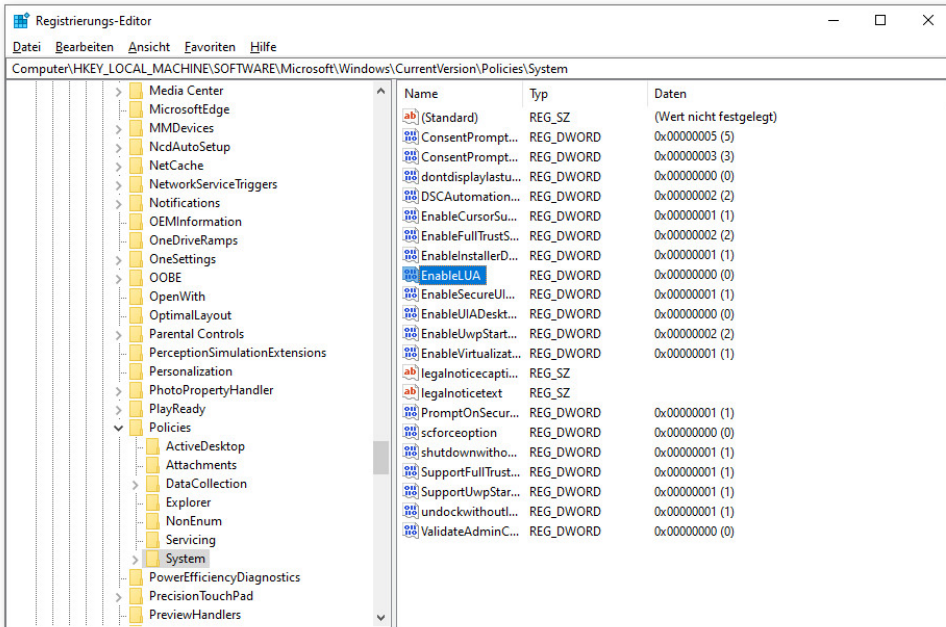 Registrierungs-Editor
Datei Bearbeiten Ansicht Favoriten Hilfe
Computer\HKEY_LOCAL_MACHINE\SOFTWARE\Microsoft\Windows\CurrentVersion\Policies\System
Media Center
MicrosoftEdge
MMDevices
NcdAutoSetup
NetCache
NetworkServiceTriggers
Notifications
OEMInformation
OneDriveRamps
OneSettings
OOBE
OpenWith
OptimalLayout
Parental Controls
PerceptionSimulationExtensions
Personalization
PhotoPropertyHandler
PlayReady
Policies
ActiveDesktop
Attachments
DataCollection
Explorer
NonEnum
Servicing
System
PowerEfficiencyDiagnostics
PrecisionTouchPad
PreviewHandlers
Name Typ Daten
(Standard) REG_SZ (Wert nicht festgelegt)
ConsentPrompt... REG_DWORD 0x00000005 (5)
ConsentPrompt... REG_DWORD 0x00000003 (3)
dontdisplaylastu... REG_DWORD 0x00000000 (0)
DSCAutomation... REG_DWORD 0x00000002 (2)
EnableCursorSu... REG_DWORD 0x00000001 (1)
EnableFullTrustS... REG_DWORD 0x00000002 (2)
EnableInstallerD... REG_DWORD 0x00000001 (1)
EnableLUA REG_DWORD 0x00000000 (0)
EnableSecureUI... REG_DWORD 0x00000001 (1)
EnableUIADeskt... REG_DWORD 0x00000000 (0)
EnableUwpStart... REG_DWORD 0x00000002 (2)
EnableVirtualizat... REG_DWORD 0x00000001 (1)
legalnoticecapti... REG_SZ
legalnoticetext REG_SZ
PromptOnSecur... REG_DWORD 0x00000001 (1)
scforceoption REG_DWORD 0x00000000 (0)
shutdownwitho... REG_DWORD 0x00000001 (1)
SupportFullTrust... REG_DWORD 0x00000001 (1)
SupportUwpStar... REG_DWORD 0x00000001 (1)
undockwithoutl... REG_DWORD 0x00000001 (1)
ValidateAdminC... REG_DWORD 0x00000000 (0)